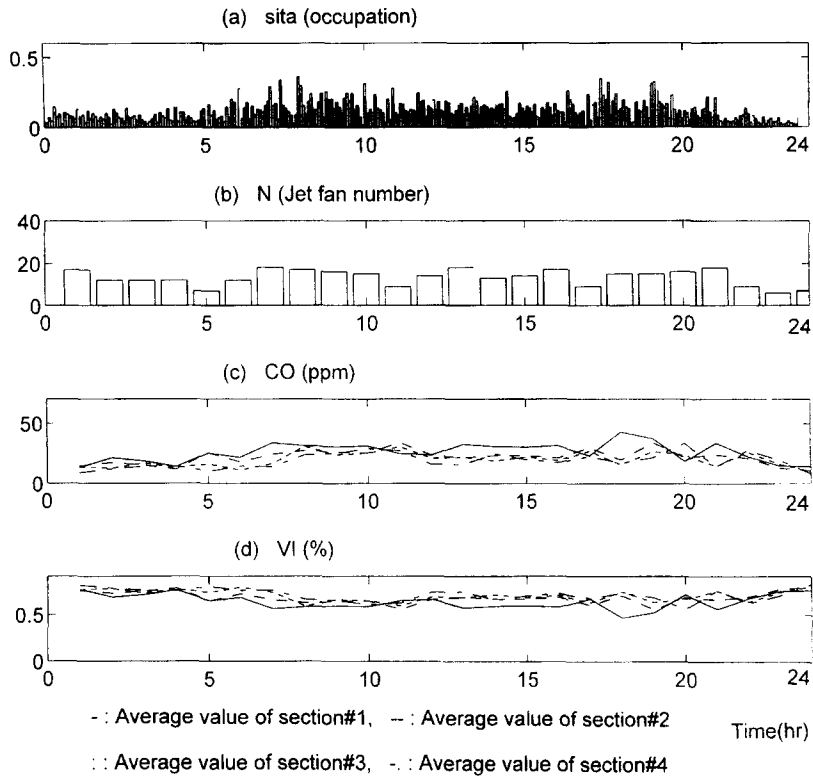 (a) sita (occupation)
0.5
0
0 5 10 15 20 24
(b) N (Jet fan number)
40
20
0
0 5 10 15 20 24
(c) CO (ppm)
50
0
0 5 10 15 20 24
(d) VI (%)
0.5
0
0 5 10 15 20 24
- : Average value of section#1, -- : Average value of section#2
Time(hr)
: : Average value of section#3, -. : Average value of section#4